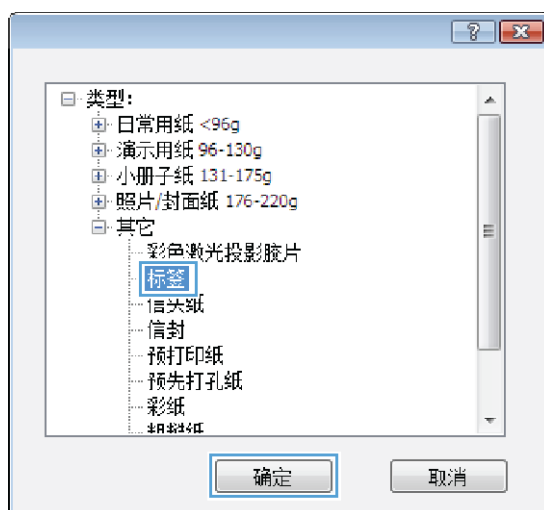 类型:
日常用纸 <96g
演示用纸 96-130g
小册子纸 131-175g
照片/封面纸 176-220g
其它
彩色激光投影胶片
标签
信头纸
信封
预打印纸
预先打孔纸
彩纸
粗糙纸
确定 取消